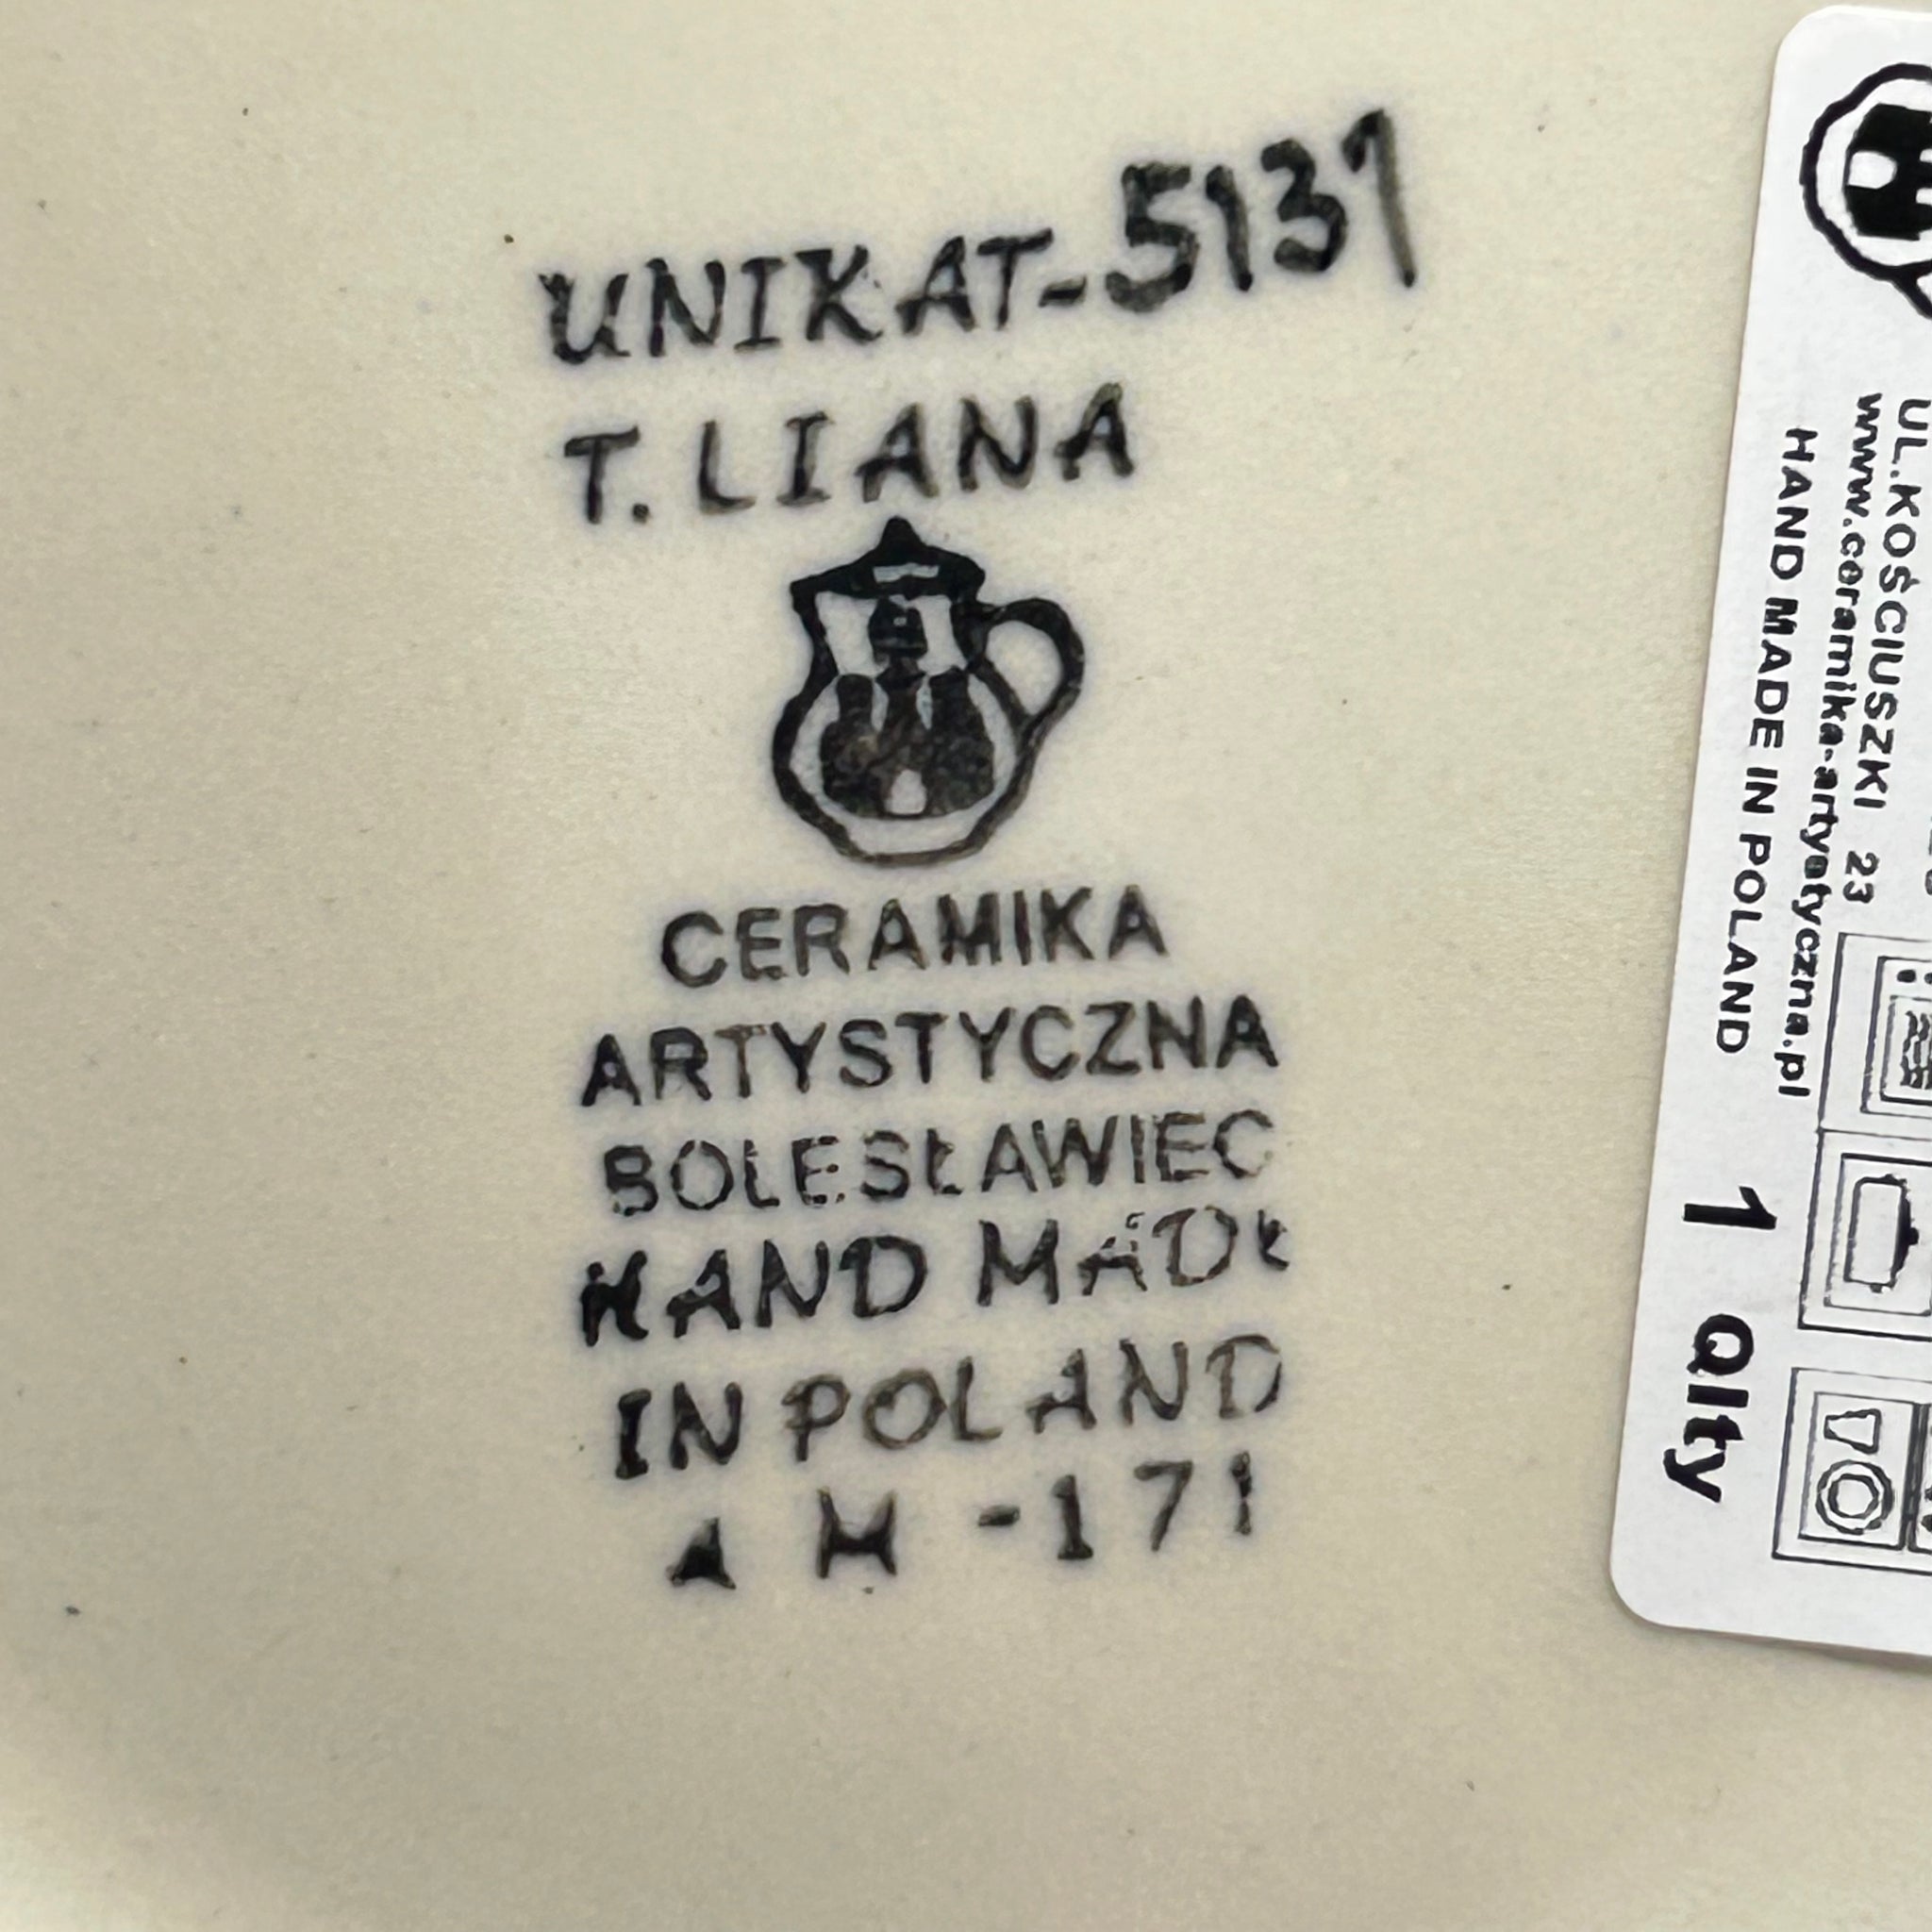 UNIKAT-5131
T. LIANA
CERAMIKA
ARTYSTYCZNA
BOLESŁAWIEC
HAND MADE
IN POLAND
A M -171
UL.KOŚCIUSZKI 23
www.ceramika-artystyczna.pl
HAND MADE IN POLAND
1 Qlty